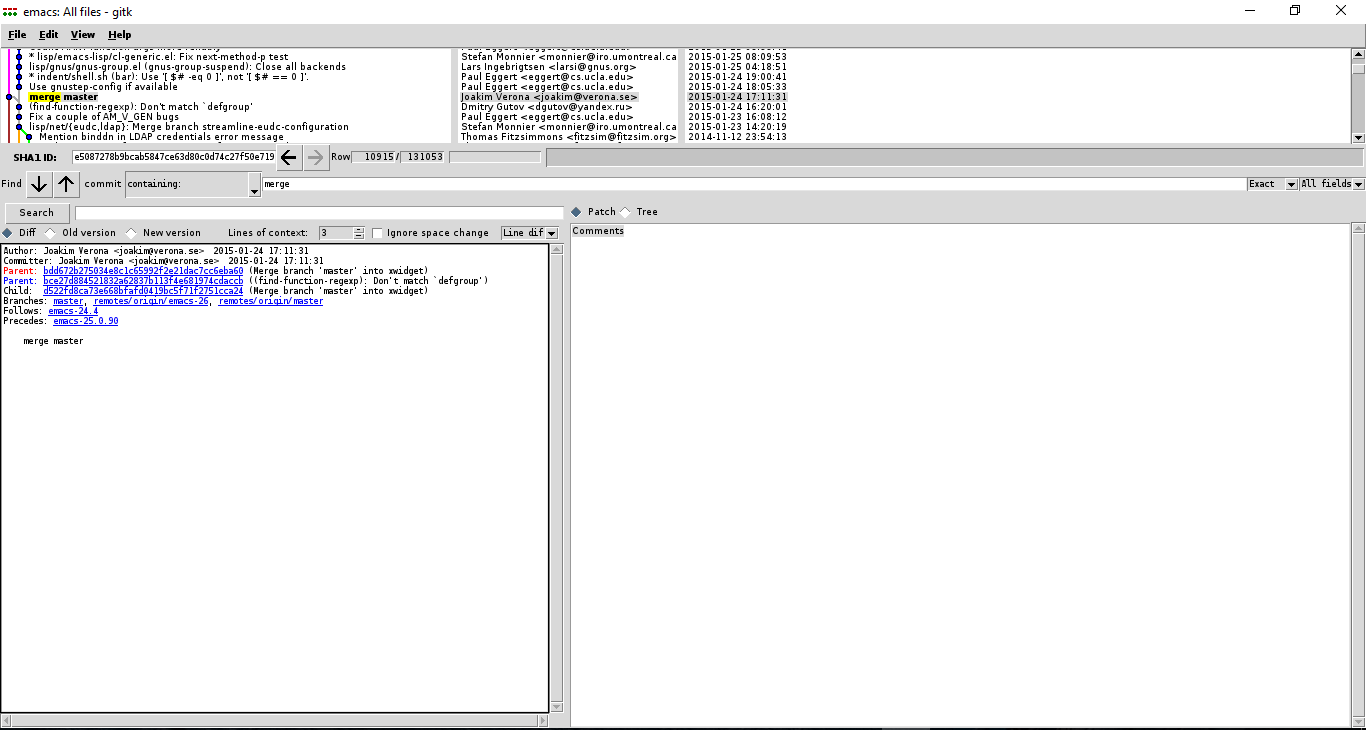 emacs: All files - gitk
File Edit View Help
* lisp/emacs-lisp/cl-generic.el: Fix next-method-p test Stefan Monnier <monnier@iro.umontreal.ca 2015-01-25 08:09:53
lisp/gnus/gnus-group.el (gnus-group-suspend): Close all backends Lars Ingebrigtsen <larsi@gnus.org> 2015-01-25 04:18:51
* indent/shell.sh (bar): Use '[ $# -eq 0 ]', not '[ $# == 0 ]'. Paul Eggert <eggert@cs.ucla.edu> 2015-01-24 19:00:41
Use gnustep-config if available Paul Eggert <eggert@cs.ucla.edu> 2015-01-24 18:05:33
merge master Joakim Verona <joakim@verona.se> 2015-01-24 17:11:31
(find-function-regexp): Don't match `defgroup' Dmitry Gutov <dgutov@yandex.ru> 2015-01-24 16:20:01
Fix a couple of AM_V_GEN bugs Paul Eggert <eggert@cs.ucla.edu> 2015-01-23 16:08:12
lisp/net/{eudc,ldap}: Merge branch streamline-eudc-configuration Stefan Monnier <monnier@iro.umontreal.ca 2015-01-23 14:20:19
Mention binddn in LDAP credentials error message Thomas Fitzsimmons <fitzsim@fitzsim.org> 2014-11-12 23:54:13
SHA1 ID: e5087278b9bcab5847ce63d80c0d74c27f50e719 Row 10915 / 131053
Find commit containing: merge Exact All fields
Search Patch Tree
Diff Old version New version Lines of context: 3 Ignore space change Line dif
Comments
Author: Joakim Verona <joakim@verona.se> 2015-01-24 17:11:31
Committer: Joakim Verona <joakim@verona.se> 2015-01-24 17:11:31
Parent: bdd672b275034e8c1c65992f2e21dac7cc6eba60 (Merge branch 'master' into xwidget)
Parent: bce27d884521832a62837b113f4e681974cdaccb ((find-function-regexp): Don't match `defgroup')
Child: d522fd8ca73e668bfafd0419bc5f71f2751cca24 (Merge branch 'master' into xwidget)
Branches: master, remotes/origin/emacs-26, remotes/origin/master
Follows: emacs-24.4
Precedes: emacs-25.0.90
merge master